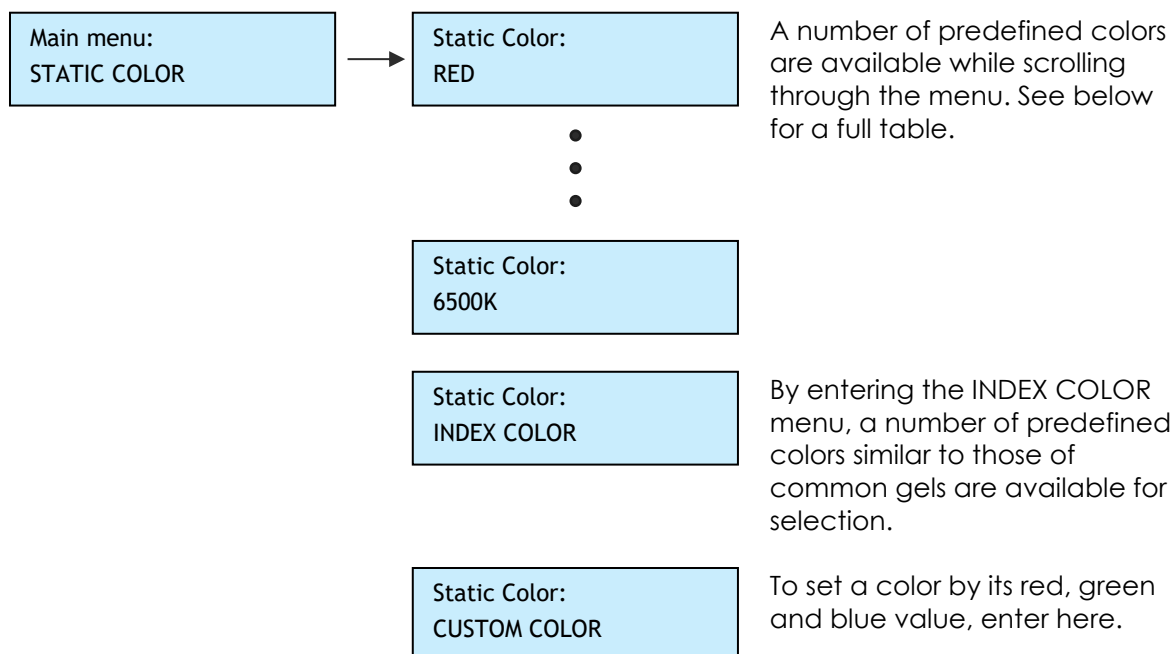 Main menu:
STATIC COLOR
Static Color:
RED
A number of predefined colors
are available while scrolling
through the menu. See below
for a full table.
Static Color:
6500K
Static Color:
INDEX COLOR
By entering the INDEX COLOR
menu, a number of predefined
colors similar to those of
common gels are available for
selection.
Static Color:
CUSTOM COLOR
To set a color by its red, green
and blue value, enter here.